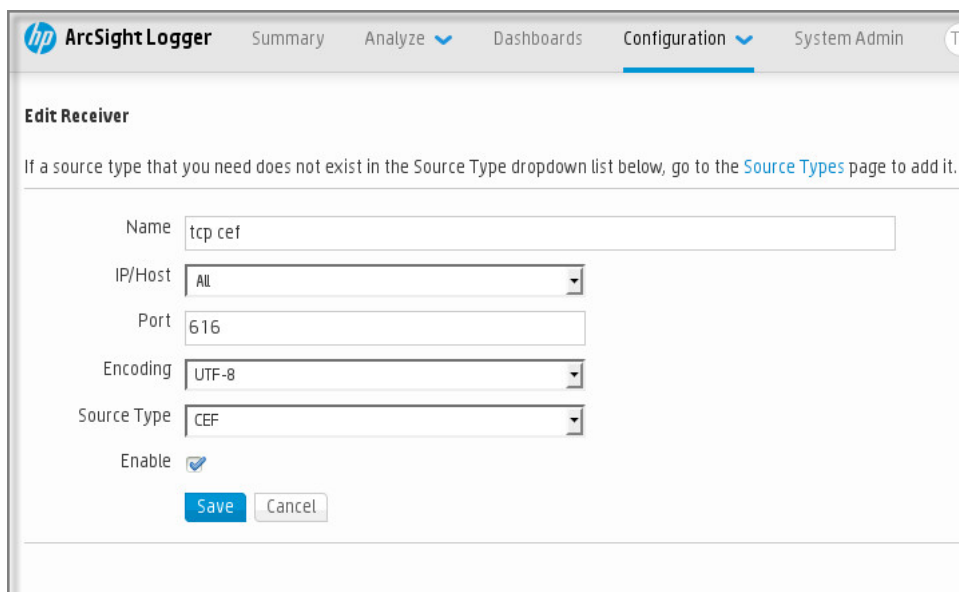 hp ArcSight Logger Summary Analyze Dashboards Configuration System Admin T
Edit Receiver
If a source type that you need does not exist in the Source Type dropdown list below, go to the Source Types page to add it.
Name tcp cef
IP/Host All
Port 616
Encoding UTF-8
Source Type CEF
Enable
Save Cancel